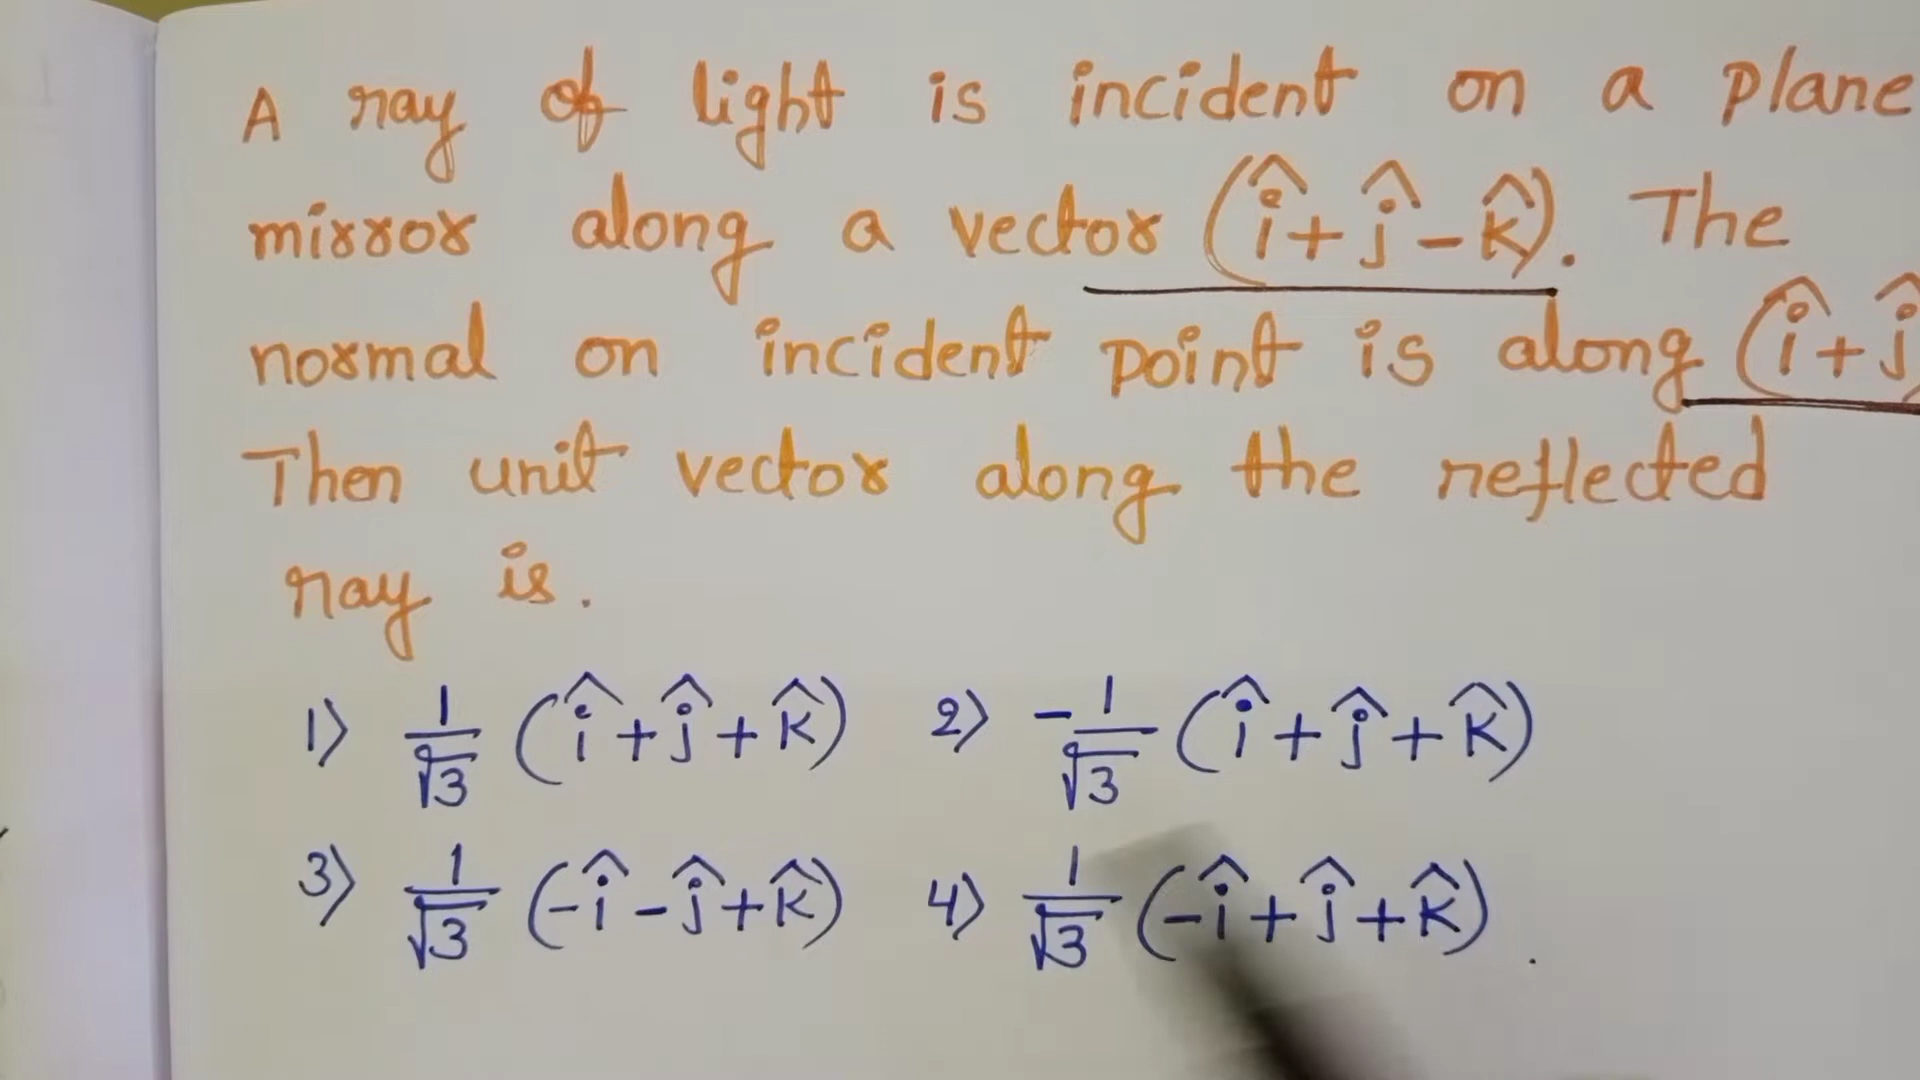 A ray of light is incident on a plane
mirror along a vector (î+ĵ-k̂). The
normal on incident point is along (î+ĵ)
Then unit vector along the reflected
ray is.
1) 1/√3 (î+ĵ+k̂) 2) -1/√3 (î+ĵ+k̂)
3) 1/√3 (-î-ĵ+k̂) 4) 1/√3 (-î+ĵ+k̂).